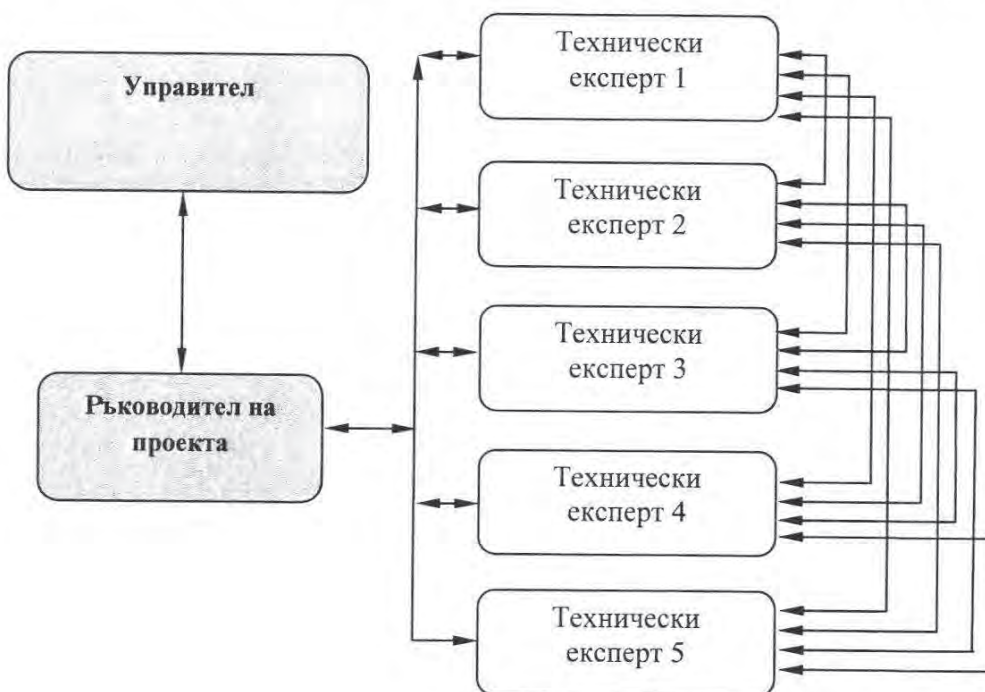 Управител
Ръководител на
проекта
Технически
експерт 1
Технически
експерт 2
Технически
експерт 3
Технически
експерт 4
Технически
експерт 5